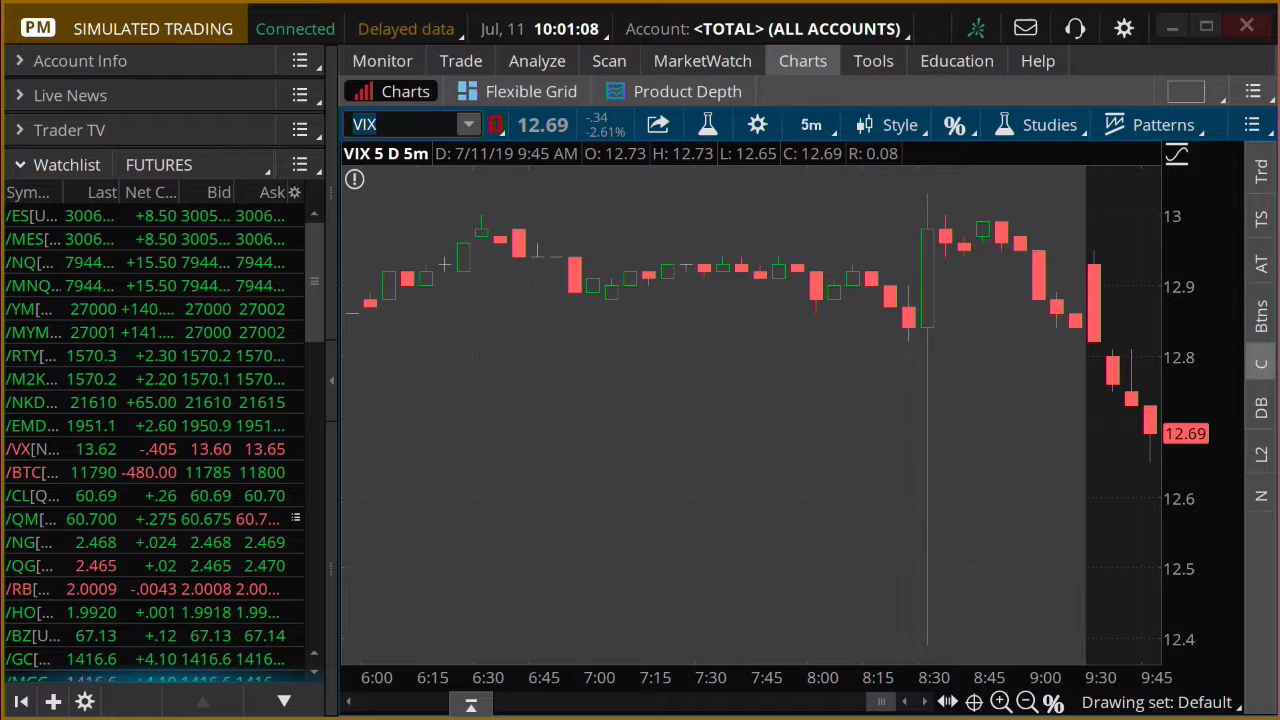 PM SIMULATED TRADING Connected Delayed data Jul, 11 10:01:08 Account: <TOTAL> (ALL ACCOUNTS)
Account Info
Live News
Trader TV
Watchlist FUTURES
Sym... Last Net C... Bid Ask
/ES[U... 3006... +8.50 3005... 3006...
/MES[... 3006... +8.50 3005... 3006...
/NQ[... 7944... +15.50 7944... 7944...
/MNQ... 7944... +15.50 7944... 7944...
/YM[... 27000 +140.... 27000 27002
/MYM... 27001 +141.... 27000 27002
/RTY[... 1570.3 +2.30 1570.2 1570...
/M2K... 1570.2 +2.20 1570.1 1570...
/NKD... 21610 +65.00 21610 21615
/EMD... 1951.1 +2.60 1950.9 1951...
/VX[N... 13.62 -.405 13.60 13.65
/BTC[... 11790 -480.00 11785 11800
/CL[Q... 60.69 +.26 60.69 60.70
/QM[... 60.700 +.275 60.675 60.7...
/NG[... 2.468 +.024 2.468 2.469
/QG[... 2.465 +.02 2.465 2.470
/RB[... 2.0009 -.0043 2.0008 2.00...
/HO[... 1.9920 +.001 1.9918 1.99...
/BZ[U... 67.13 +.12 67.13 67.14
/GC[... 1416.6 +4.10 1416.6 1416...
Monitor Trade Analyze Scan MarketWatch Charts Tools Education Help
Charts Flexible Grid Product Depth
VIX 12.69 -.34 5m Style % Studies Patterns
-2.61%
VIX 5 D 5m D: 7/11/19 9:45 AM O: 12.73 H: 12.73 L: 12.65 C: 12.69 R: 0.08
13
12.9
12.8
12.69
12.6
12.5
12.4
6:00 6:15 6:30 6:45 7:00 7:15 7:30 7:45 8:00 8:15 8:30 8:45 9:00 9:30 9:45
% Drawing set: Default
Trd
TS
AT
Btns
C
DB
L2
N